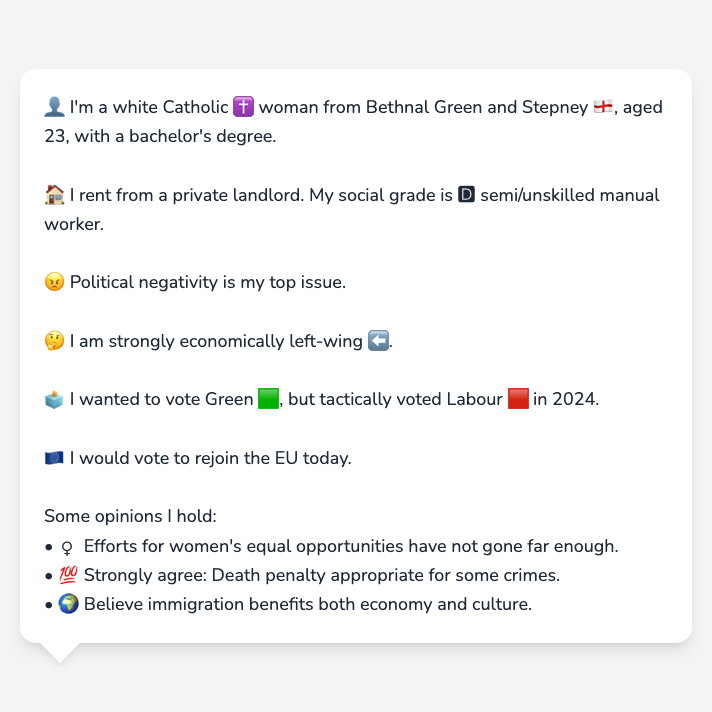 👤 I'm a white Catholic ✝️ woman from Bethnal Green and Stepney 🏴󠁧󠁢󠁥󠁮󠁧󠁿, aged
23, with a bachelor's degree.
🏠 I rent from a private landlord. My social grade is 🅳 semi/unskilled manual
worker.
😠 Political negativity is my top issue.
🤔 I am strongly economically left-wing ⬅️.
🗳️ I wanted to vote Green 🟩, but tactically voted Labour 🟥 in 2024.
🇪🇺 I would vote to rejoin the EU today.
Some opinions I hold:
• ♀️ Efforts for women's equal opportunities have not gone far enough.
• 💯 Strongly agree: Death penalty appropriate for some crimes.
• 🌍 Believe immigration benefits both economy and culture.